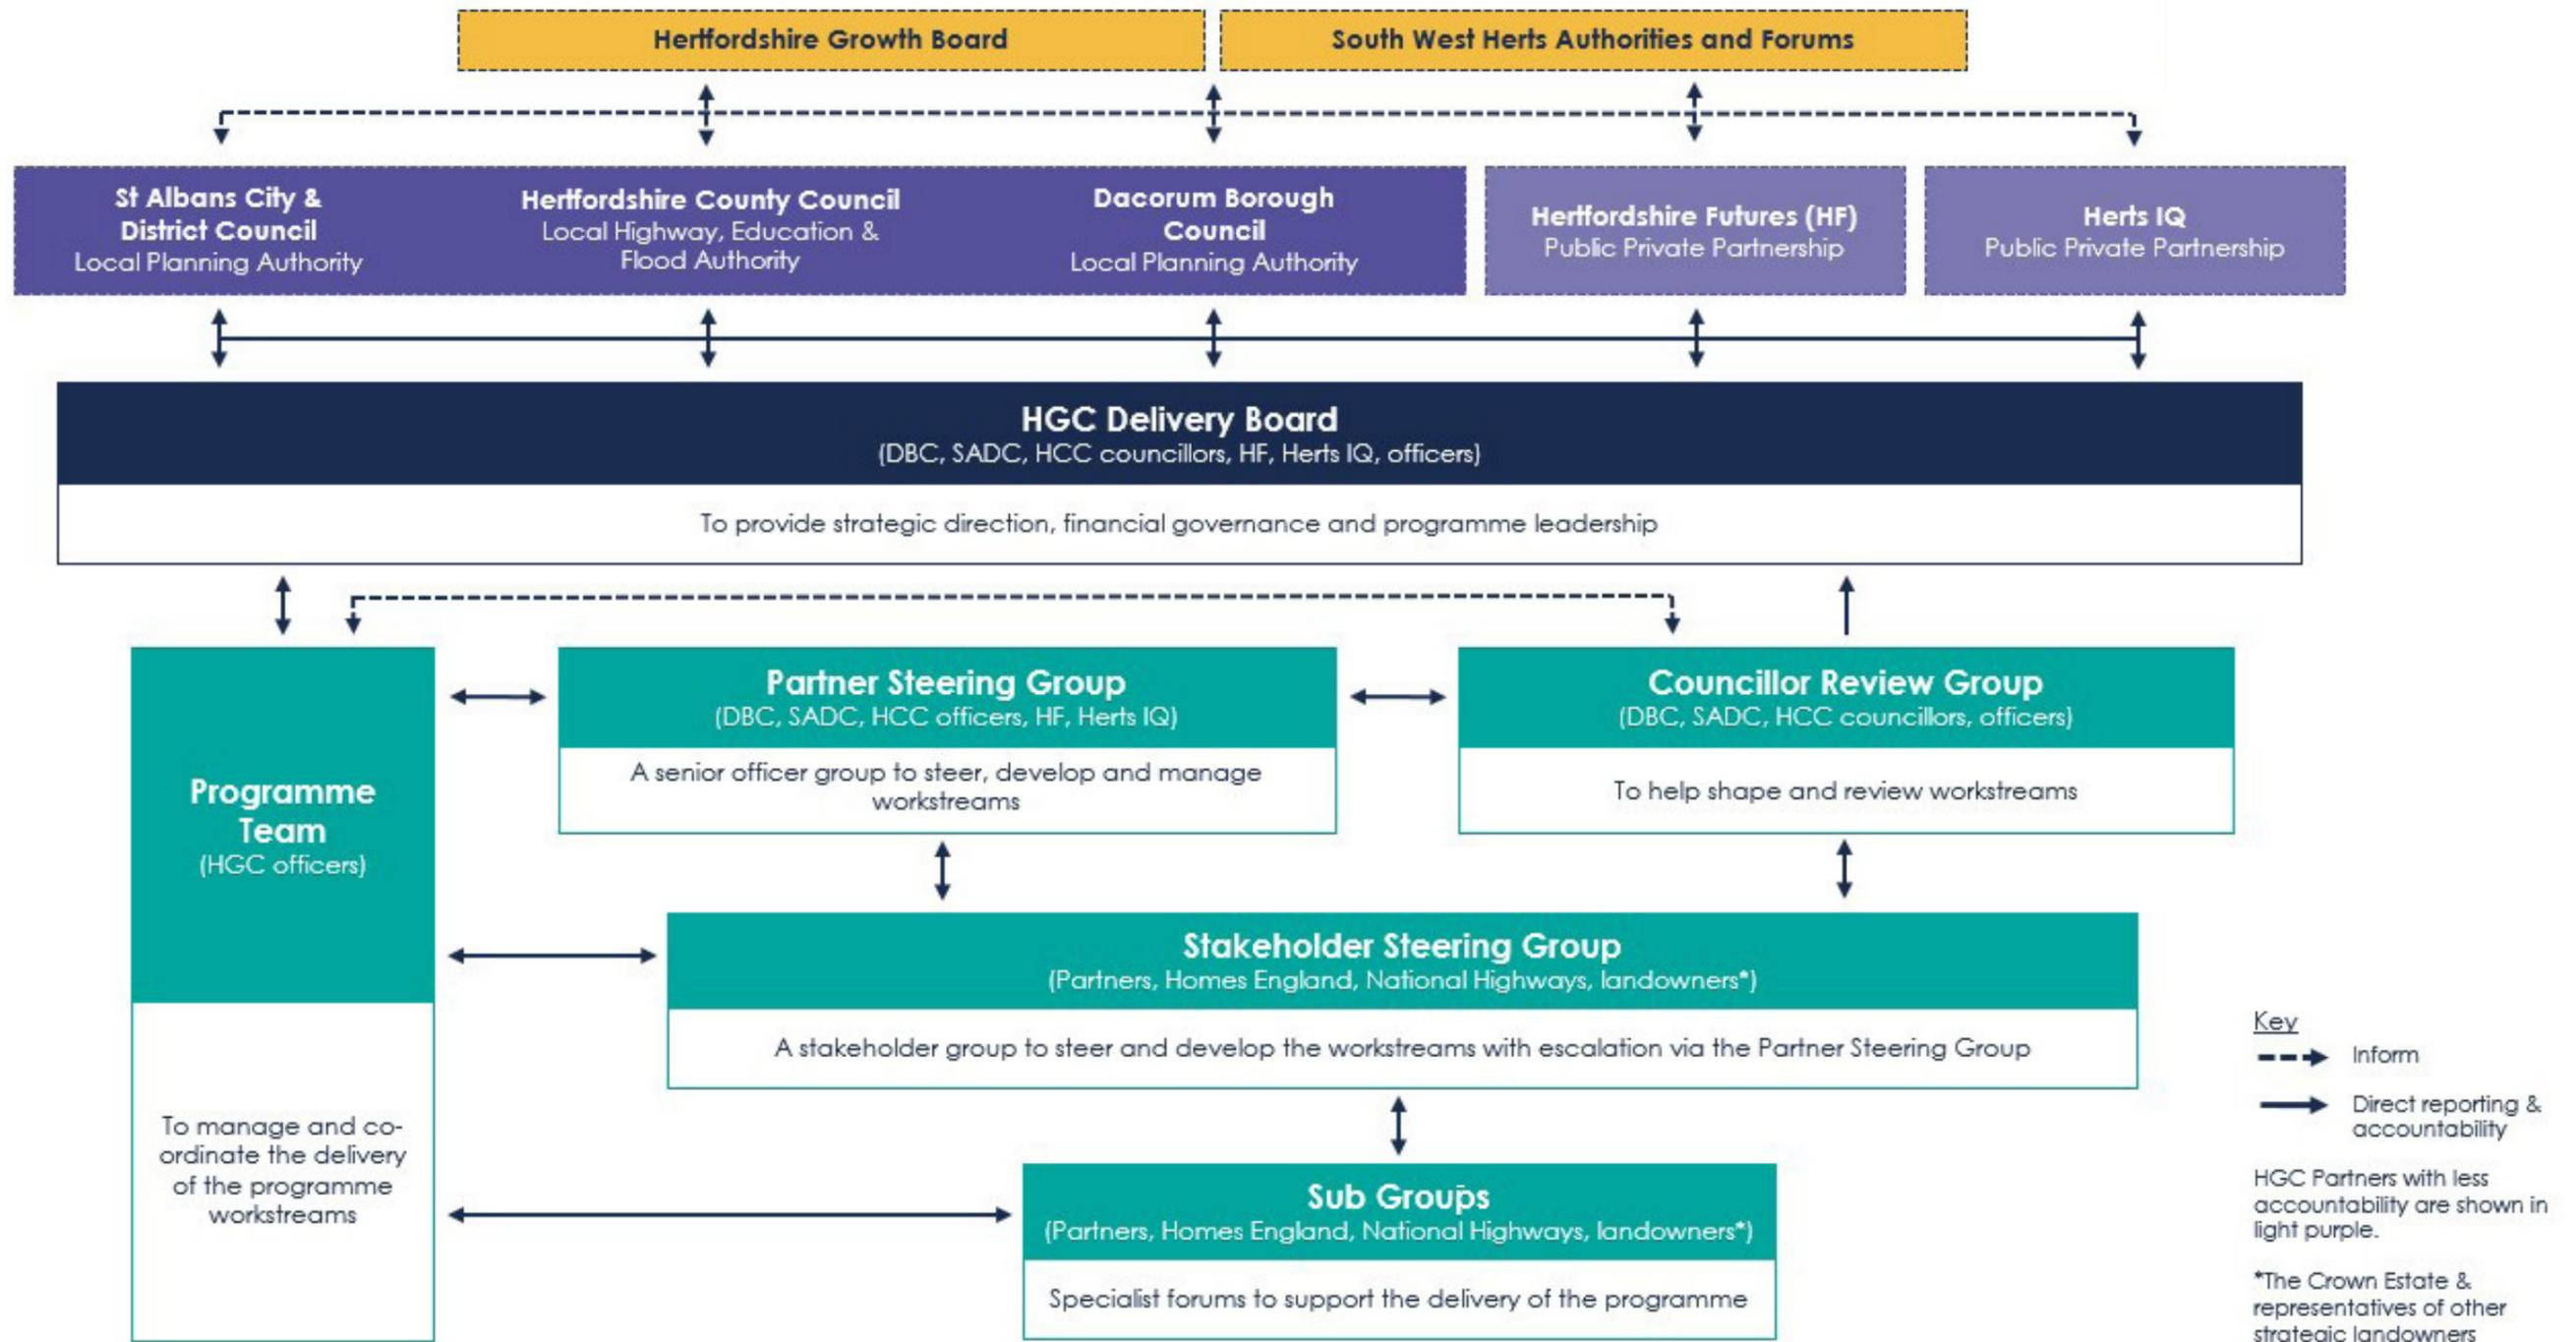 Hertfordshire Growth Board
South West Herts Authorities and Forums
St Albans City &
District Council
Local Planning Authority
Hertfordshire County Council
Local Highway, Education &
Flood Authority
Dacorum Borough
Council
Local Planning Authority
Hertfordshire Futures (HF)
Public Private Partnership
Herts IQ
Public Private Partnership
HGC Delivery Board
(DBC, SADC, HCC councillors, HF, Herts IQ, officers)
To provide strategic direction, financial governance and programme leadership
Programme
Team
(HGC officers)
To manage and co-
ordinate the delivery
of the programme
workstreams
Partner Steering Group
(DBC, SADC, HCC officers, HF, Herts IQ)
A senior officer group to steer, develop and manage
workstreams
Councillor Review Group
(DBC, SADC, HCC councillors, officers)
To help shape and review workstreams
Stakeholder Steering Group
(Partners, Homes England, National Highways, landowners*)
A stakeholder group to steer and develop the workstreams with escalation via the Partner Steering Group
Sub Groups
(Partners, Homes England, National Highways, landowners*)
Specialist forums to support the delivery of the programme
Key
Inform
Direct reporting &
accountability
HGC Partners with less
accountability are shown in
light purple.
*The Crown Estate &
representatives of other
strategic landowners